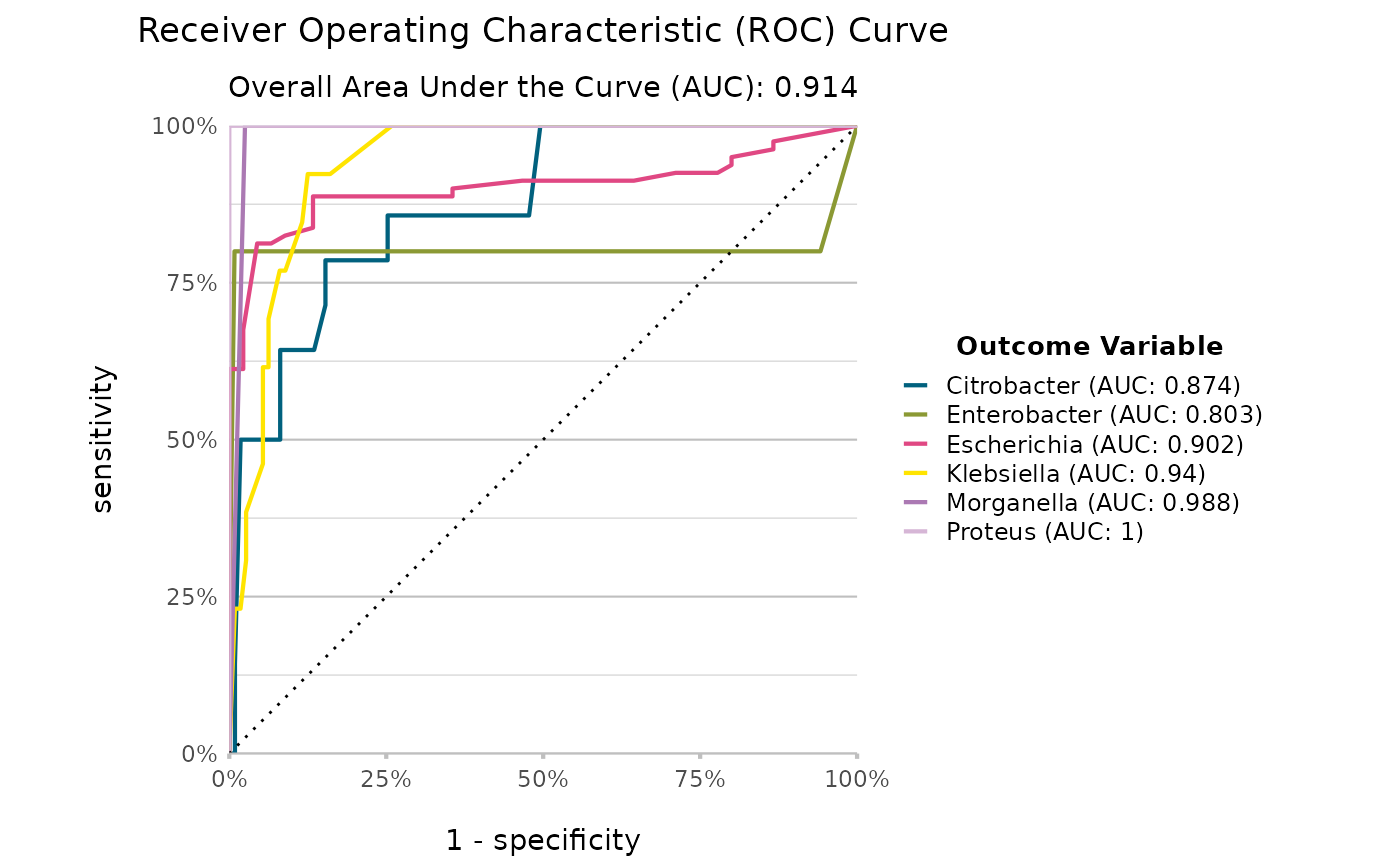 Receiver Operating Characteristic (ROC) Curve
Overall Area Under the Curve (AUC): 0.914
100%
75%
50%
25%
0%
sensitivity
0%
25%
50%
75%
100%
1 - specificity
Outcome Variable
Citrobacter (AUC: 0.874)
Enterobacter (AUC: 0.803)
Escherichia (AUC: 0.902)
Klebsiella (AUC: 0.94)
Morganella (AUC: 0.988)
Proteus (AUC: 1)